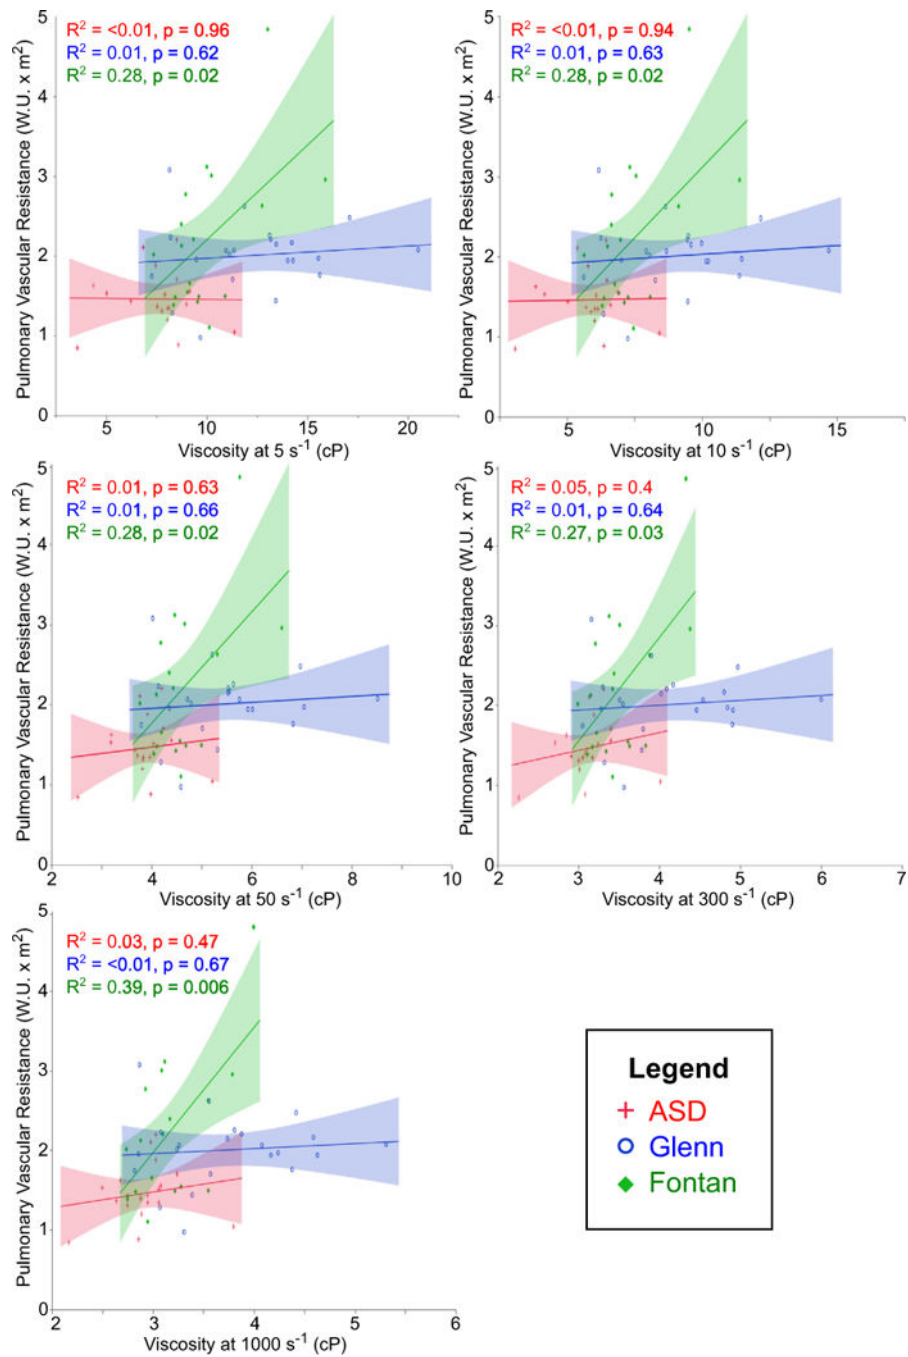 R² = <0.01, p = 0.96
R² = 0.01, p = 0.62
R² = 0.28, p = 0.02
Pulmonary Vascular Resistance (W.U. x m²)
5
4
3
2
1
0
5 10 15 20
Viscosity at 5 s⁻¹ (cP)
R² = <0.01, p = 0.94
R² = 0.01, p = 0.63
R² = 0.28, p = 0.02
Pulmonary Vascular Resistance (W.U. x m²)
5
4
3
2
1
0
5 10 15
Viscosity at 10 s⁻¹ (cP)
R² = 0.01, p = 0.63
R² = 0.01, p = 0.66
R² = 0.28, p = 0.02
Pulmonary Vascular Resistance (W.U. x m²)
5
4
3
2
1
0
2 4 6 8 10
Viscosity at 50 s⁻¹ (cP)
R² = 0.05, p = 0.4
R² = 0.01, p = 0.64
R² = 0.27, p = 0.03
Pulmonary Vascular Resistance (W.U. x m²)
5
4
3
2
1
0
2 3 4 5 6 7
Viscosity at 300 s⁻¹ (cP)
R² = 0.03, p = 0.47
R² = <0.01, p = 0.67
R² = 0.39, p = 0.006
Pulmonary Vascular Resistance (W.U. x m²)
5
4
3
2
1
0
2 3 4 5 6
Viscosity at 1000 s⁻¹ (cP)
Legend
ASD
Glenn
Fontan